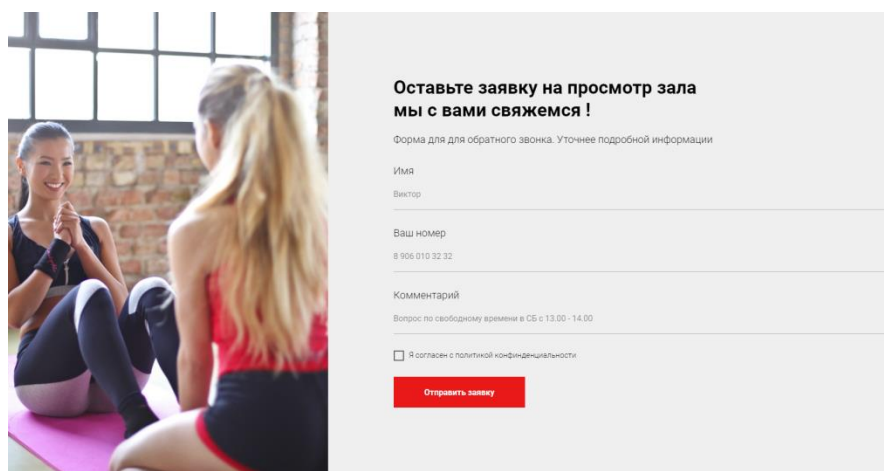 Оставьте заявку на просмотр зала
мы с вами свяжемся !
Форма для для обратного звонка. Уточнее подробной информации
Имя
Виктор
Ваш номер
8 906 010 32 32
Комментарий
Вопрос по свободному времени в СБ с 13.00 - 14.00
Я согласен с политикой конфинденциальности
Отправить заявку